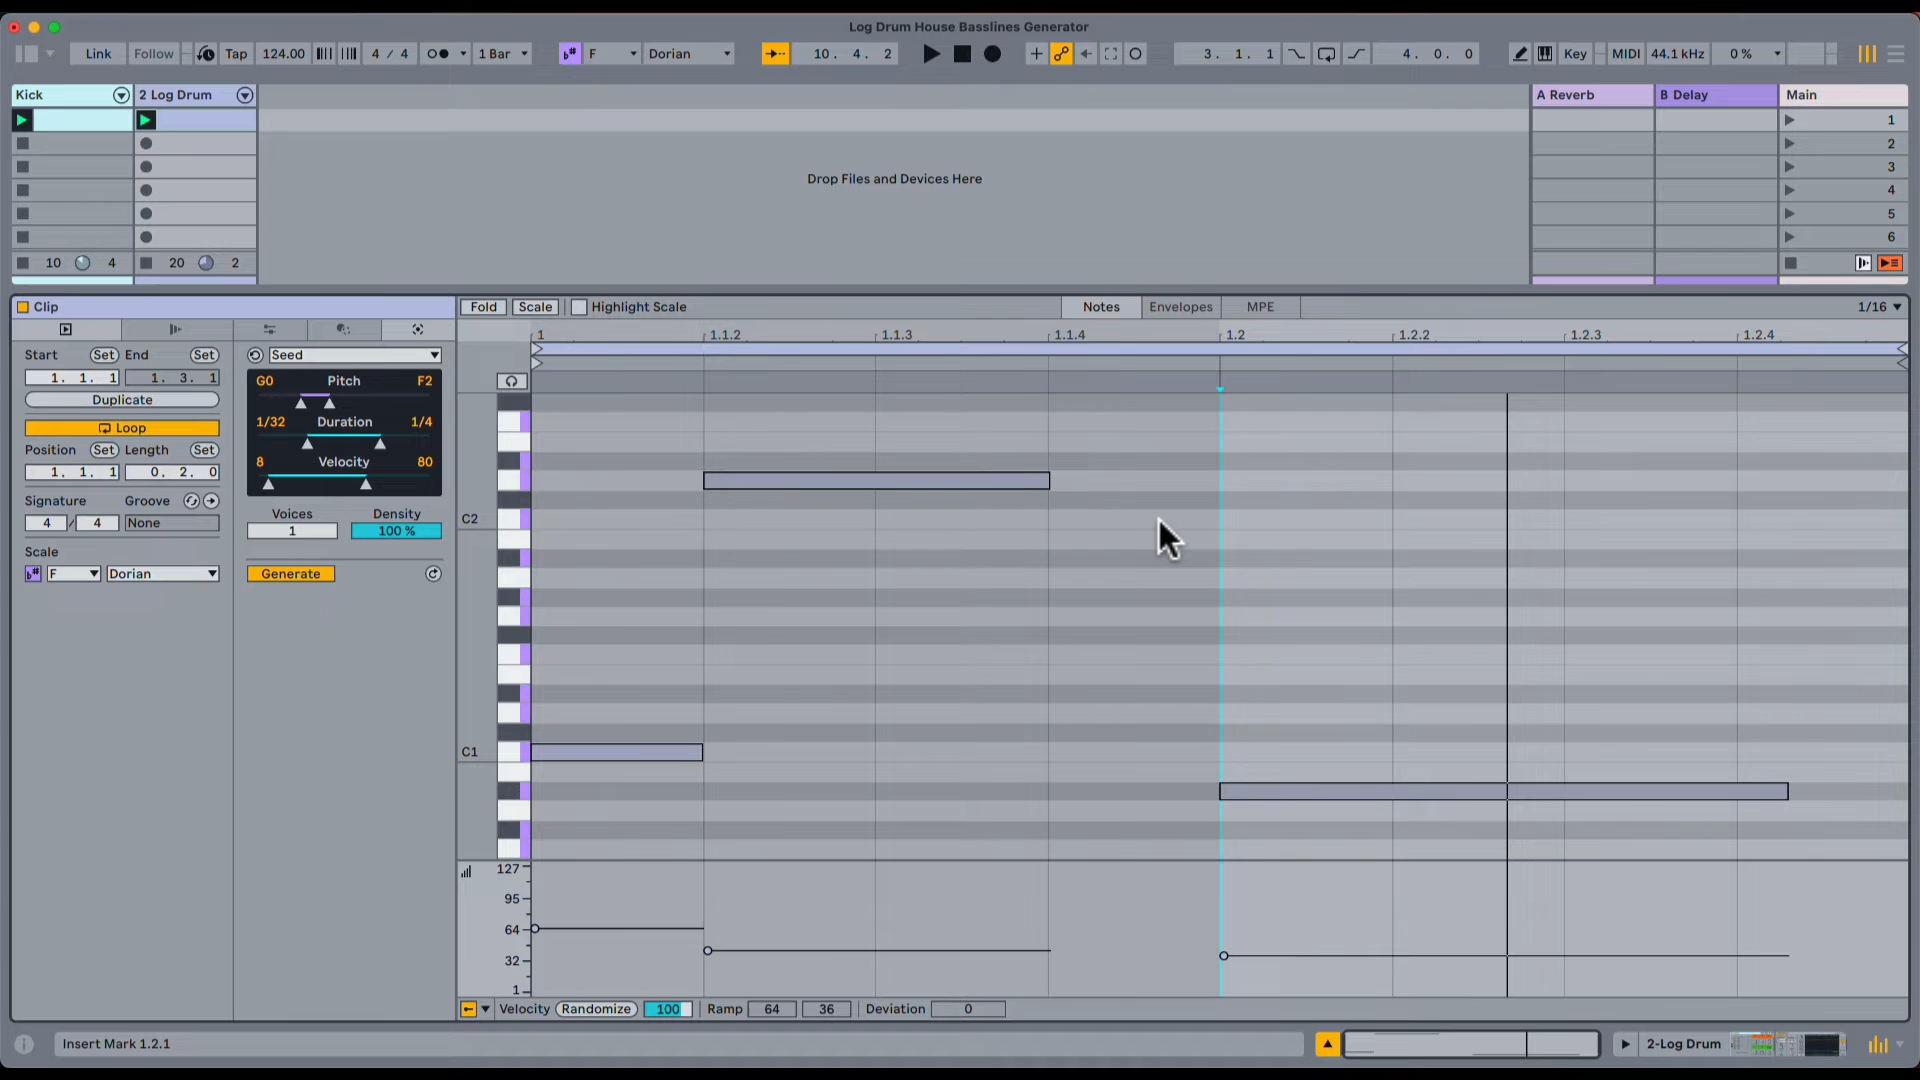 Log Drum House Basslines Generator
Link Follow Tap 124.00 4 / 4 1 Bar F Dorian 10. 4. 2 3. 1. 1 4. 0. 0 Key MIDI 44.1 kHz 0 %
Kick 2 Log Drum A Reverb B Delay Main
1
2
Drop Files and Devices Here
3
4
5
6
10 4 20 2
Clip Fold Scale Highlight Scale Notes Envelopes MPE 1/16
1 1.1.2 1.1.3 1.1.4 1.2 1.2.2 1.2.3 1.2.4
Start Set End Set Seed
1. 1. 1 1. 3. 1 G0 Pitch F2
Duplicate
1/32 Duration 1/4
Loop
Position Set Length Set 8 Velocity 80
1. 1. 1 0. 2. 0
Signature Groove Voices Density
4 / 4 None 1 100 %
C2
Scale
F Dorian Generate
C1
127
95
64
32
1
Velocity Randomize 100 Ramp 64 36 Deviation 0
Insert Mark 1.2.1 2-Log Drum